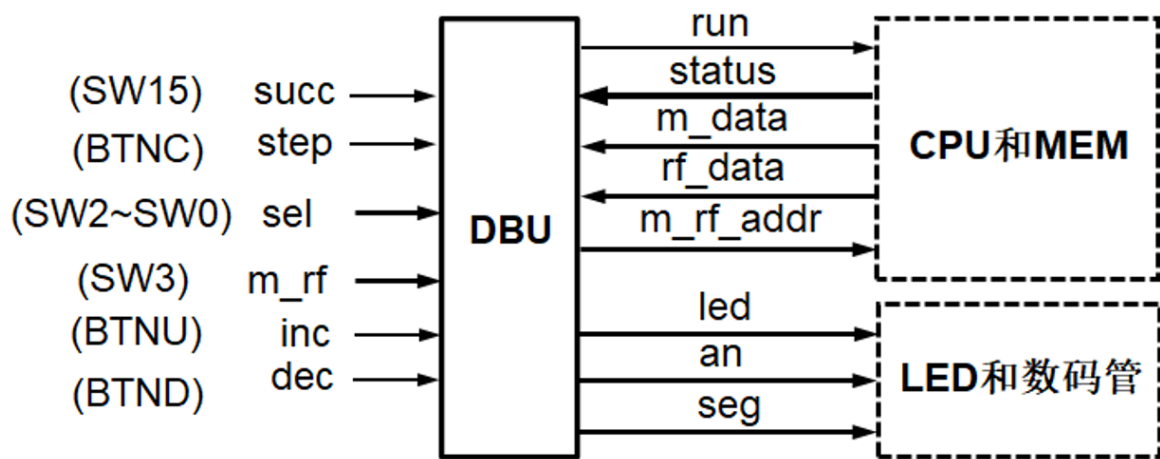 (SW15) succ
(BTNC) step
(SW2~SW0) sel
(SW3) m_rf
(BTNU) inc
(BTND) dec
DBU
run
status
m_data
rf_data
m_rf_addr
CPU和MEM
led
an
seg
LED和数码管